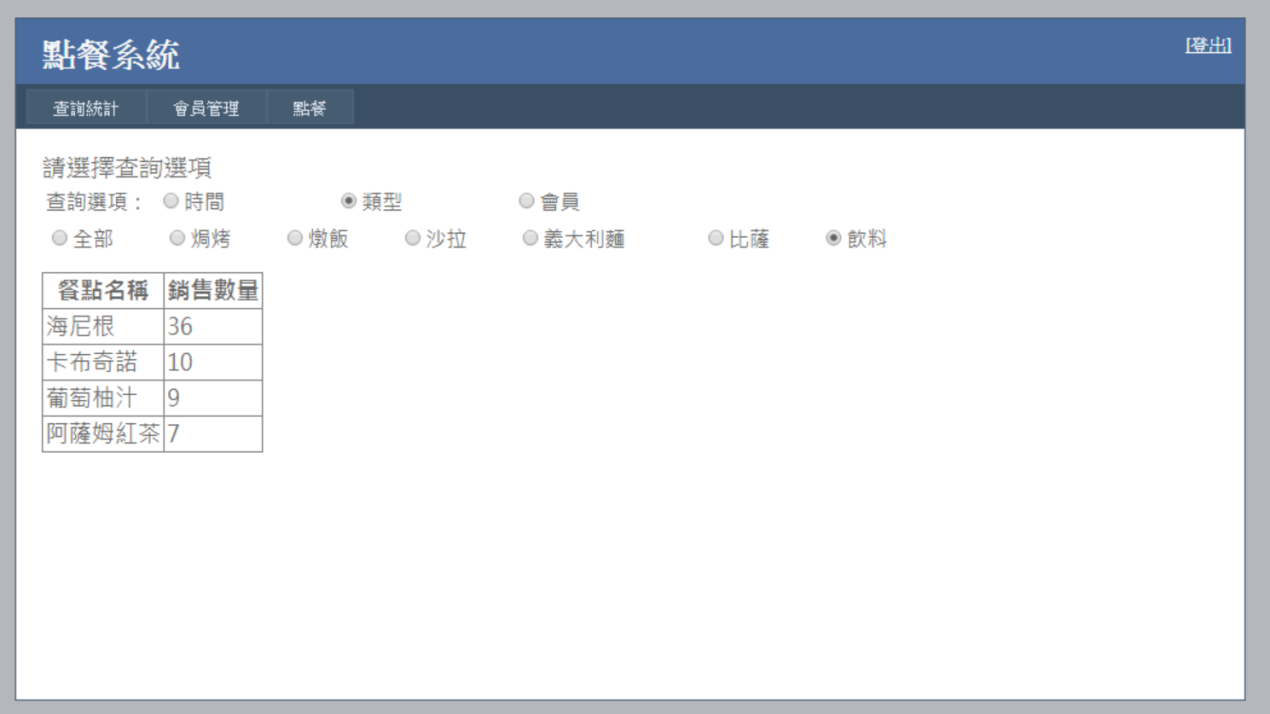 點餐系統
[登出]
查詢統計 會員管理 點餐
請選擇查詢選項
查詢選項： 時間 類型 會員
全部 焗烤 燉飯 沙拉 義大利麵 比薩 飲料
餐點名稱 銷售數量
海尼根 36
卡布奇諾 10
葡萄柚汁 9
阿薩姆紅茶 7